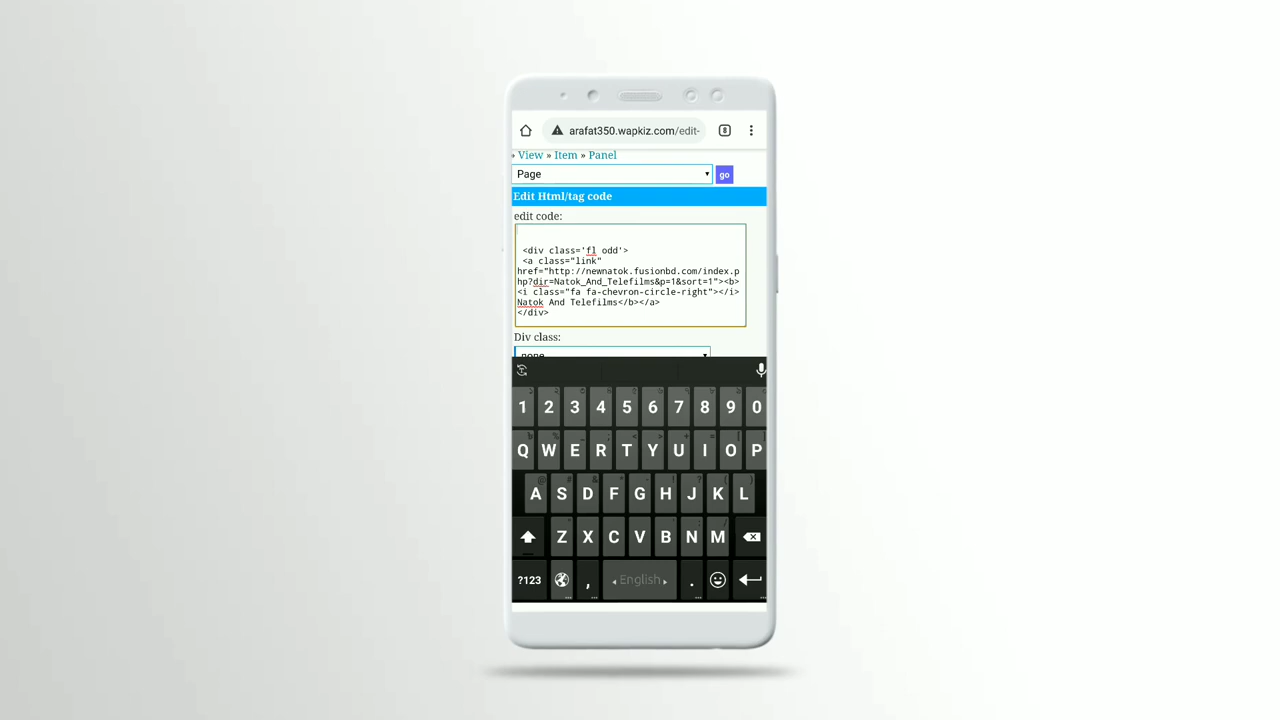 arafat350.wapkiz.com/edit-
8
» View » Item » Panel
Page
go
Edit Html/tag code
edit code:
<div class='fl odd'>
<a class="link"
href="http://newnatok.fusionbd.com/index.p
hp?dir=Natok_And_Telefilms&p=1&sort=1"><b>
<i class="fa fa-chevron-circle-right"></i>
Natok And Telefilms</b></a>
</div>
Div class:
none
1 2 3 4 5 6 7 8 9 0
Q W E R T Y U I O P
A S D F G H J K L
Z X C V B N M
?123 , English .